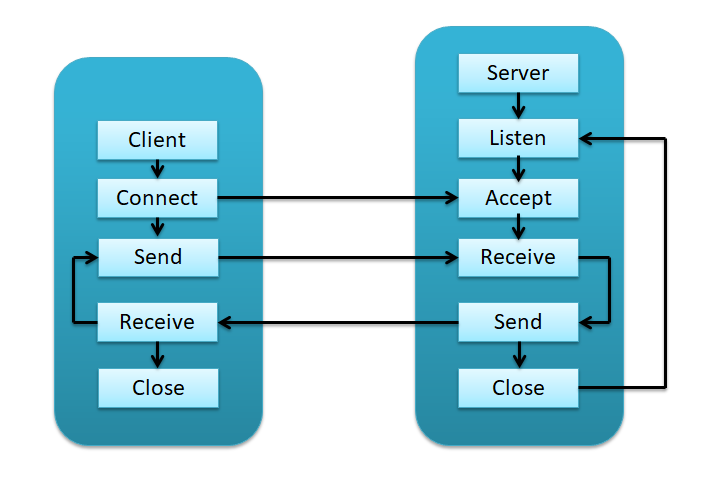 Client
Connect
Send
Receive
Close
Server
Listen
Accept
Receive
Send
Close